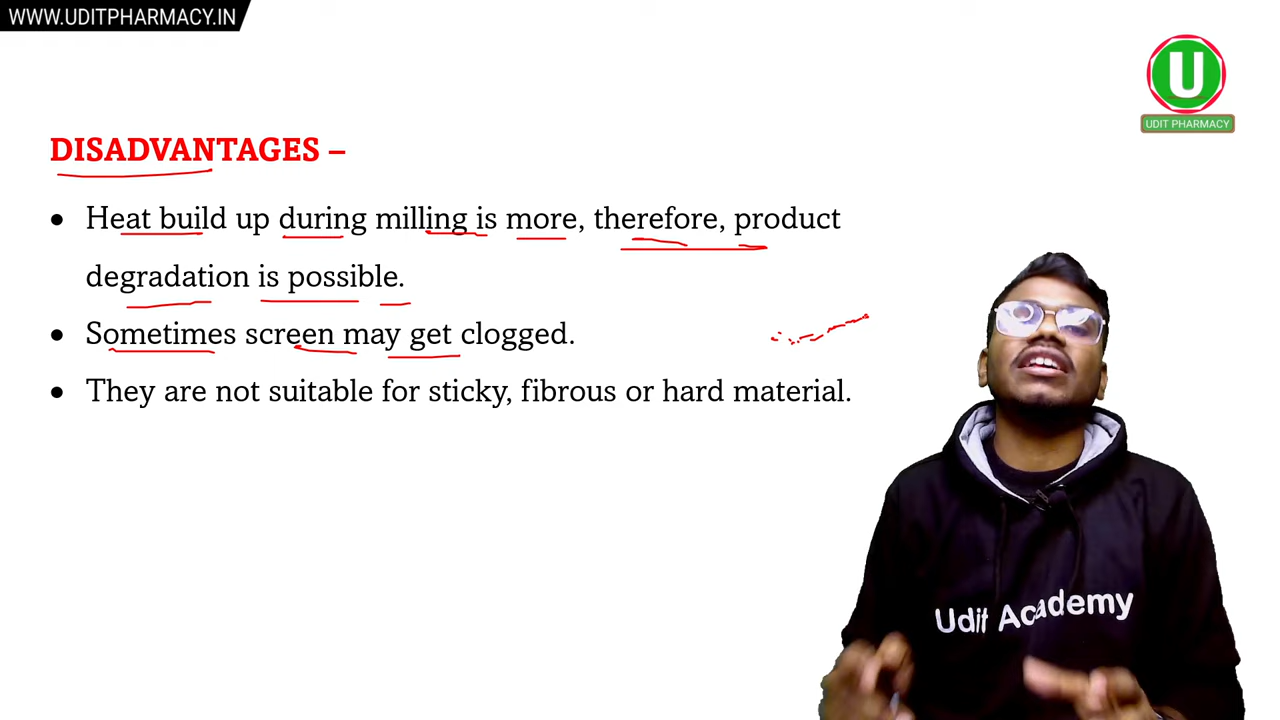 WWW.UDITPHARMACY.IN
U
UDIT PHARMACY
DISADVANTAGES –
• Heat build up during milling is more, therefore, product
degradation is possible.
• Sometimes screen may get clogged.
• They are not suitable for sticky, fibrous or hard material.
Udit Academy